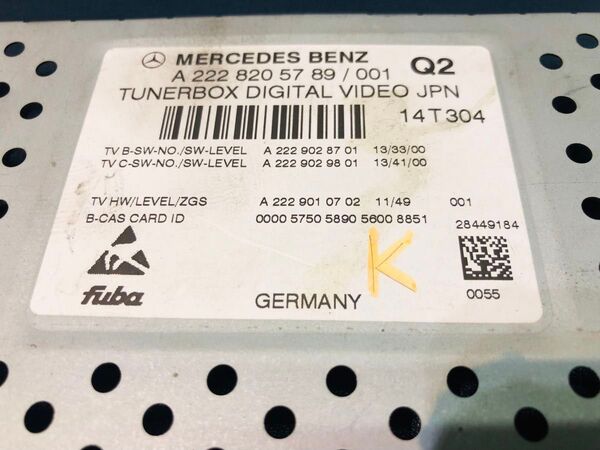 MERCEDES BENZ Q2
A 222 820 57 89 / 001
TUNERBOX DIGITAL VIDEO JPN
14T304
TV B-SW-NO./SW-LEVEL A 222 902 87 01 13/33/00
TV C-SW-NO./SW-LEVEL A 222 902 98 01 13/41/00
TV HW/LEVEL/ZGS A 222 901 07 02 11/49 001
B-CAS CARD ID 0000 5750 5890 5600 8851
28449184
K
fuba GERMANY 0055